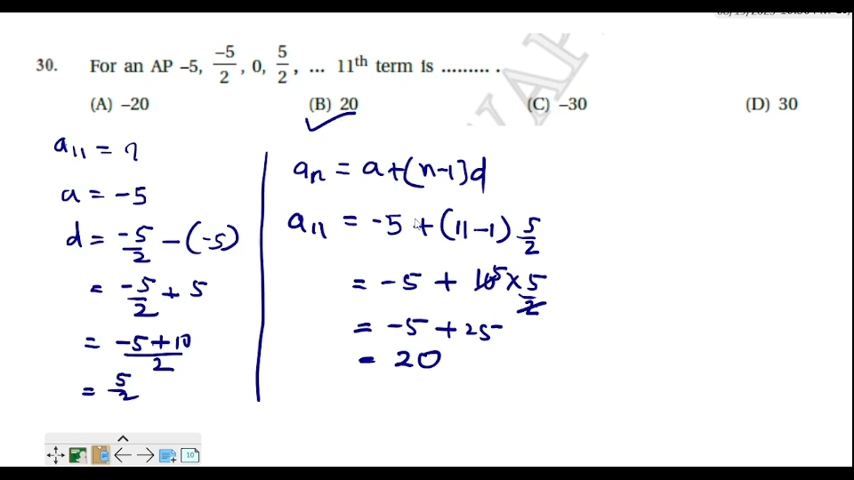 30. For an AP –5, −5/2, 0, 5/2, ... 11th term is ......... .
(A) –20 (B) 20 (C) –30 (D) 30
a₁₁ = ?
a = −5
d = −5/2 − (−5)
= −5/2 + 5
= −5+10/2
= 5/2
aₙ = a+(n−1)d
a₁₁ = −5 + (11−1) 5/2
= −5 + 10 5 × 5/2
= −5 + 25
= 20
10